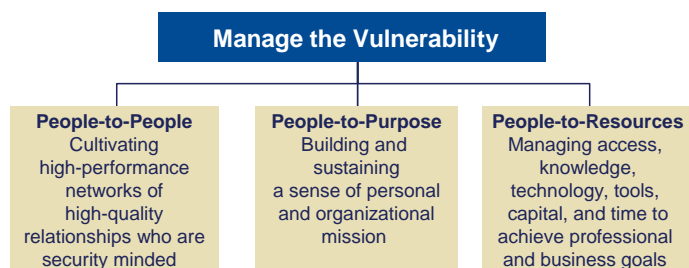 Manage the Vulnerability
People-to-People
Cultivating
high-performance
networks of
high-quality
relationships who are
security minded
People-to-Purpose
Building and
sustaining
a sense of personal
and organizational
mission
People-to-Resources
Managing access,
knowledge,
technology, tools,
capital, and time to
achieve professional
and business goals